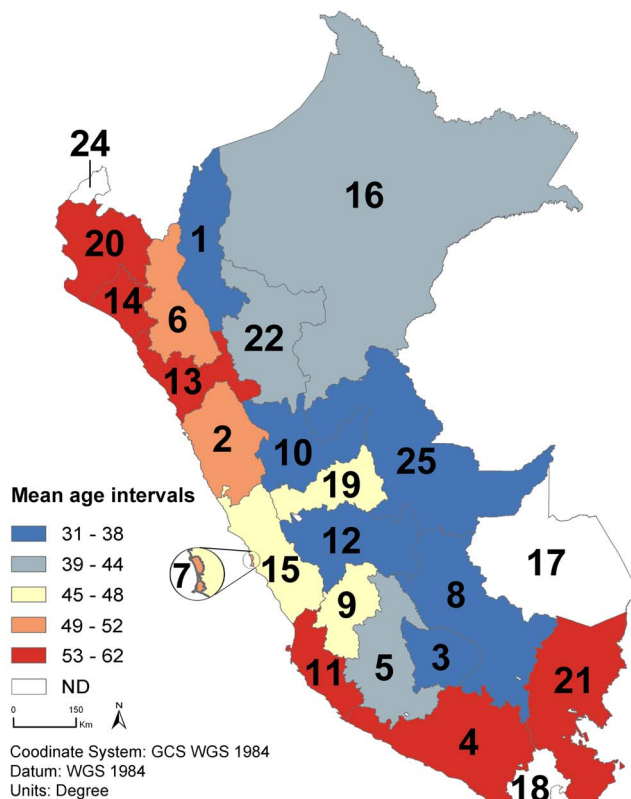 24
16
20
1
14
6
22
13
2
10
25
19
Mean age intervals
31 - 38
39 - 44
45 - 48
49 - 52
53 - 62
ND
12
17
7
15
8
9
3
21
11
5
4
18
N
0 150
Km
Coodinate System: GCS WGS 1984
Datum: WGS 1984
Units: Degree